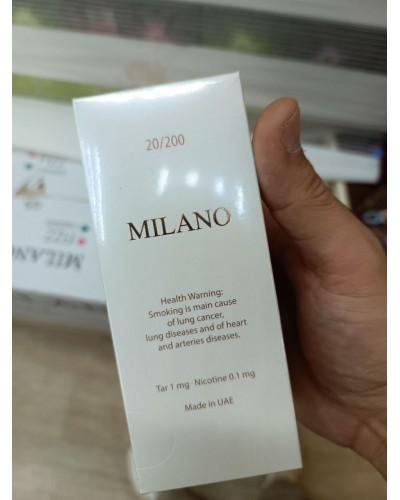 20/200
MILANO
Health Warning:
Smoking is main cause
of lung cancer,
lung diseases and of heart
and arteries diseases.
Tar 1 mg Nicotine 0.1 mg
Made in UAE
MILANO